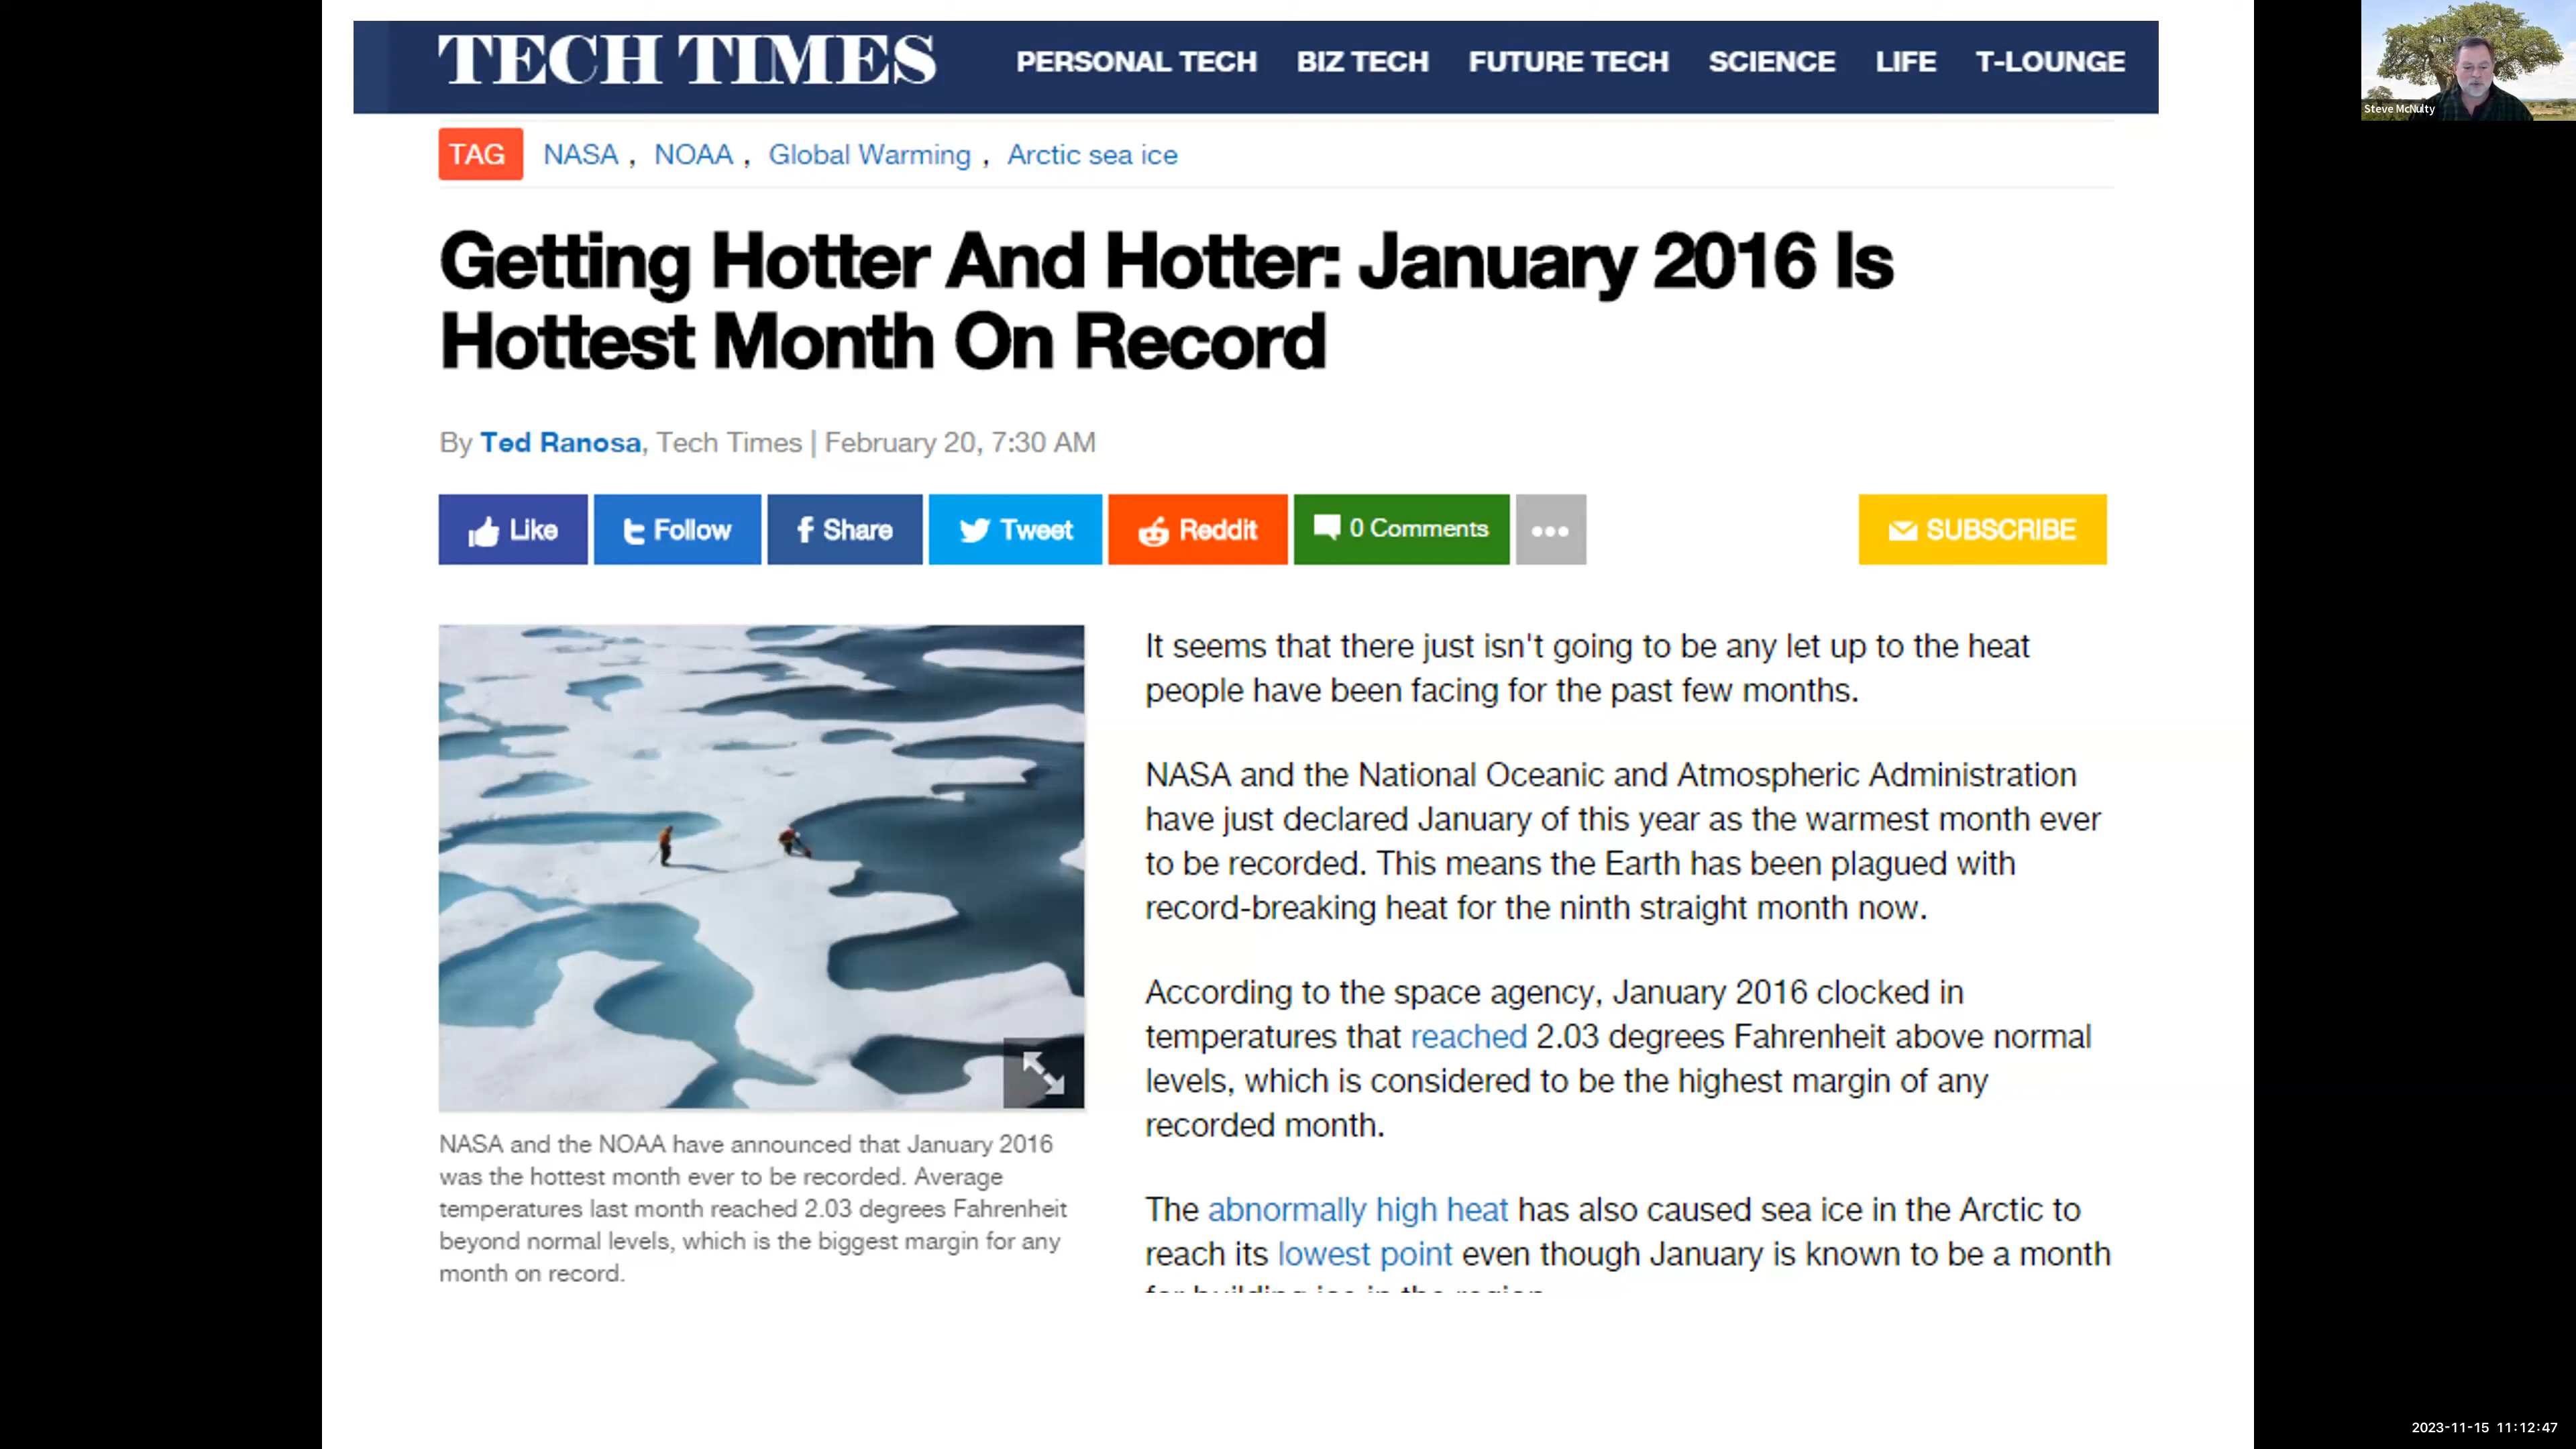 TECH TIMES PERSONAL TECH BIZ TECH FUTURE TECH SCIENCE LIFE T-LOUNGE
Steve McNulty
TAG NASA , NOAA , Global Warming , Arctic sea ice
Getting Hotter And Hotter: January 2016 Is
Hottest Month On Record
By Ted Ranosa, Tech Times | February 20, 7:30 AM
Like Follow Share Tweet Reddit 0 Comments SUBSCRIBE
NASA and the NOAA have announced that January 2016
was the hottest month ever to be recorded. Average
temperatures last month reached 2.03 degrees Fahrenheit
beyond normal levels, which is the biggest margin for any
month on record.
It seems that there just isn't going to be any let up to the heat
people have been facing for the past few months.
NASA and the National Oceanic and Atmospheric Administration
have just declared January of this year as the warmest month ever
to be recorded. This means the Earth has been plagued with
record-breaking heat for the ninth straight month now.
According to the space agency, January 2016 clocked in
temperatures that reached 2.03 degrees Fahrenheit above normal
levels, which is considered to be the highest margin of any
recorded month.
The abnormally high heat has also caused sea ice in the Arctic to
reach its lowest point even though January is known to be a month
for building ice in the region
2023-11-15 11:12:47